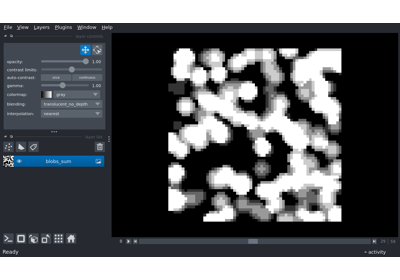 File View Layers Plugins Window Help
layer controls
opacity: 1.00
contrast limits:
auto-contrast: once continuous
gamma: 1.00
colormap: gray
blending: translucent_no_depth
interpolation: nearest
layer list
blobs_sum
Ready
activity